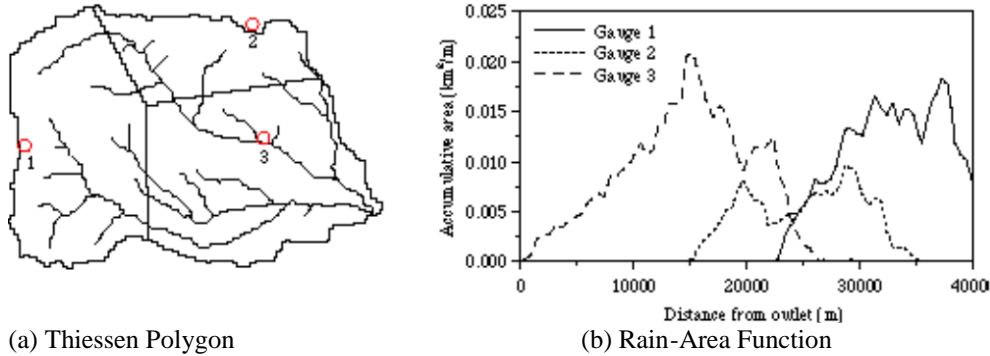 1
2
3
(a) Thiessen Polygon
Accumulative area [km²/m]
0.025
0.020
0.015
0.010
0.005
0.000
Gauge 1
Gauge 2
Gauge 3
0
10000
20000
30000
40000
Distance from outlet [m]
(b) Rain-Area Function